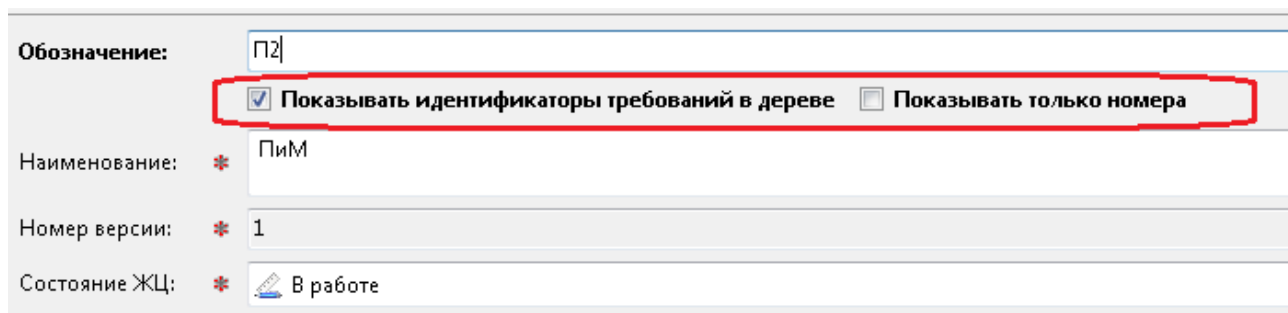 Обозначение: П2
Показывать идентификаторы требований в дереве Показывать только номера
Наименование: * ПиМ
Номер версии: * 1
Состояние ЖЦ: * В работе